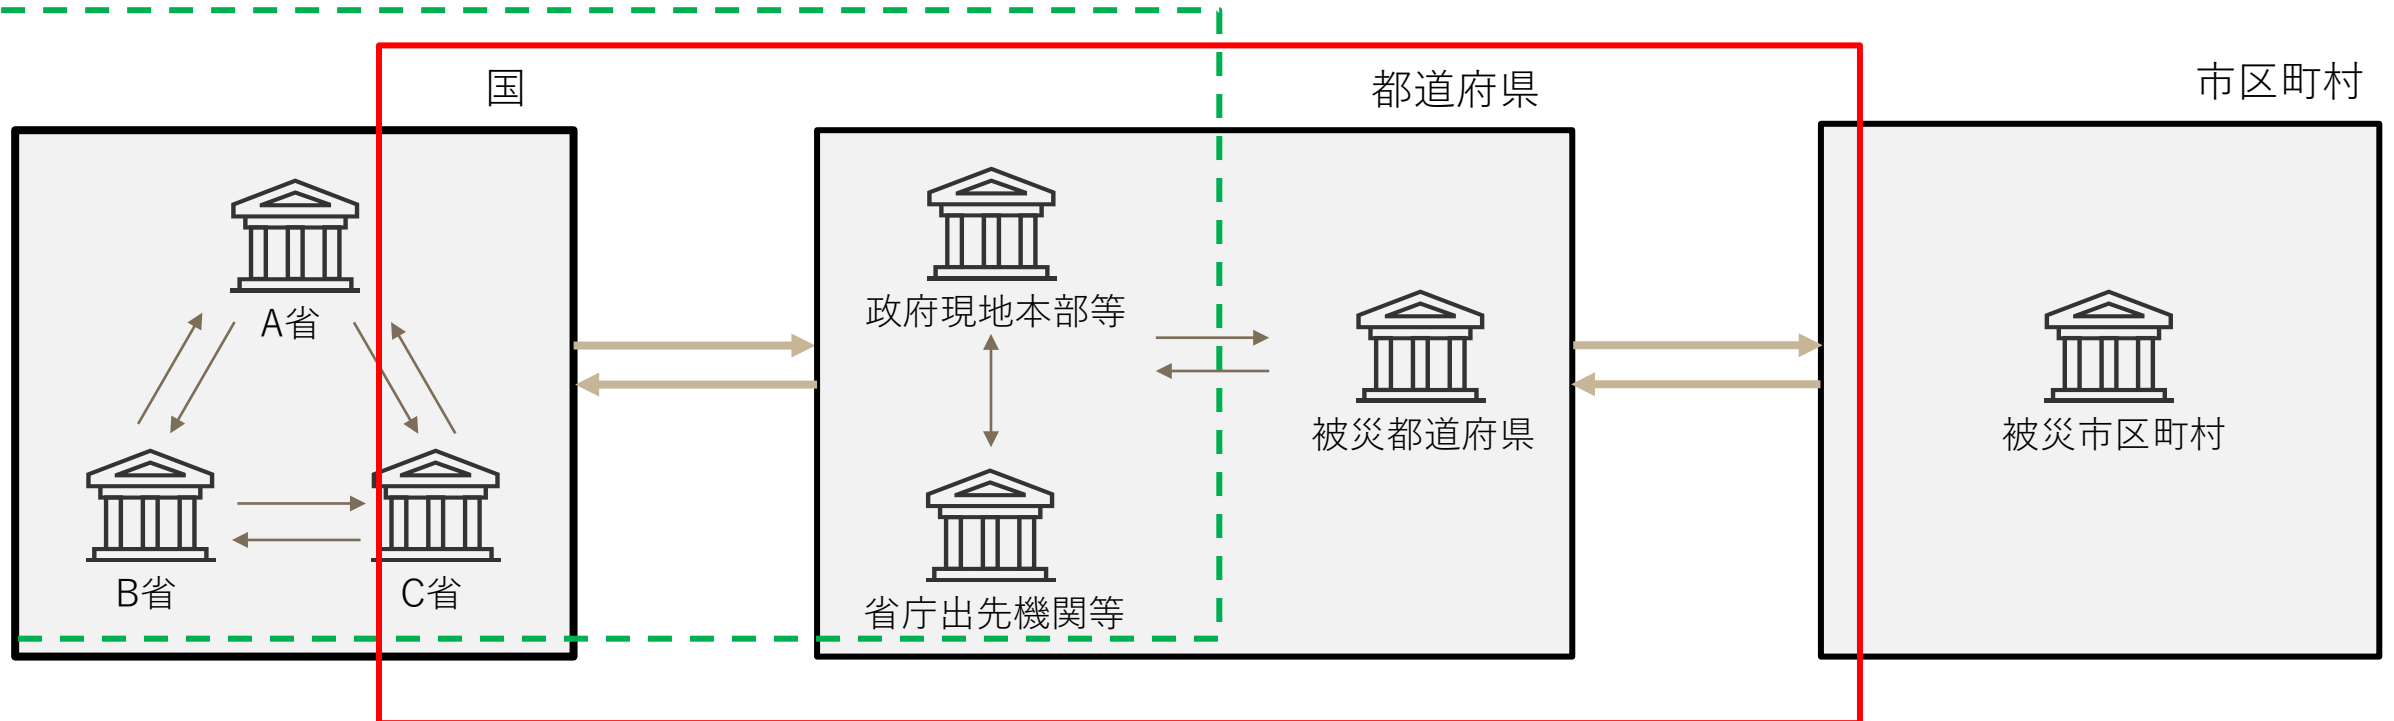 国
都道府県
市区町村
A省
B省
C省
政府現地本部等
省庁出先機関等
被災都道府県
被災市区町村